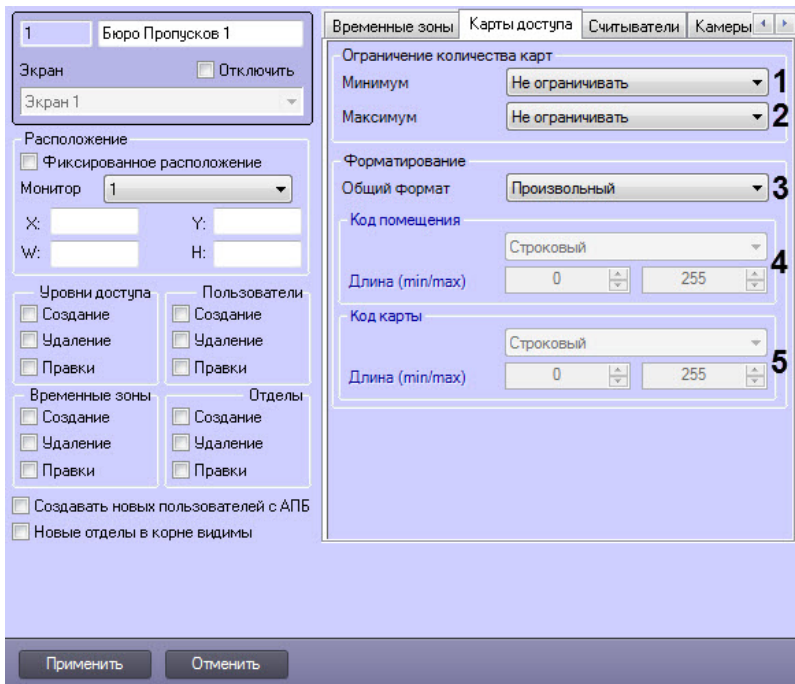 1 Бюро Пропусков 1
Экран Отключить
Экран 1
Расположение
Фиксированное расположение
Монитор 1
X: Y:
W: H:
Уровни доступа Пользователи
Создание Создание
Удаление Удаление
Правки Правки
Временные зоны Отделы
Создание Создание
Удаление Удаление
Правки Правки
Создавать новых пользователей с АПБ
Новые отделы в корне видимы
Временные зоны Карты доступа Считыватели Камеры
Ограничение количества карт
Минимум Не ограничивать 1
Максимум Не ограничивать 2
Форматирование
Общий формат Произвольный 3
Код помещения
Строковый
4
Длина (min/max) 0 255
Код карты
Строковый
5
Длина (min/max) 0 255
Применить Отменить